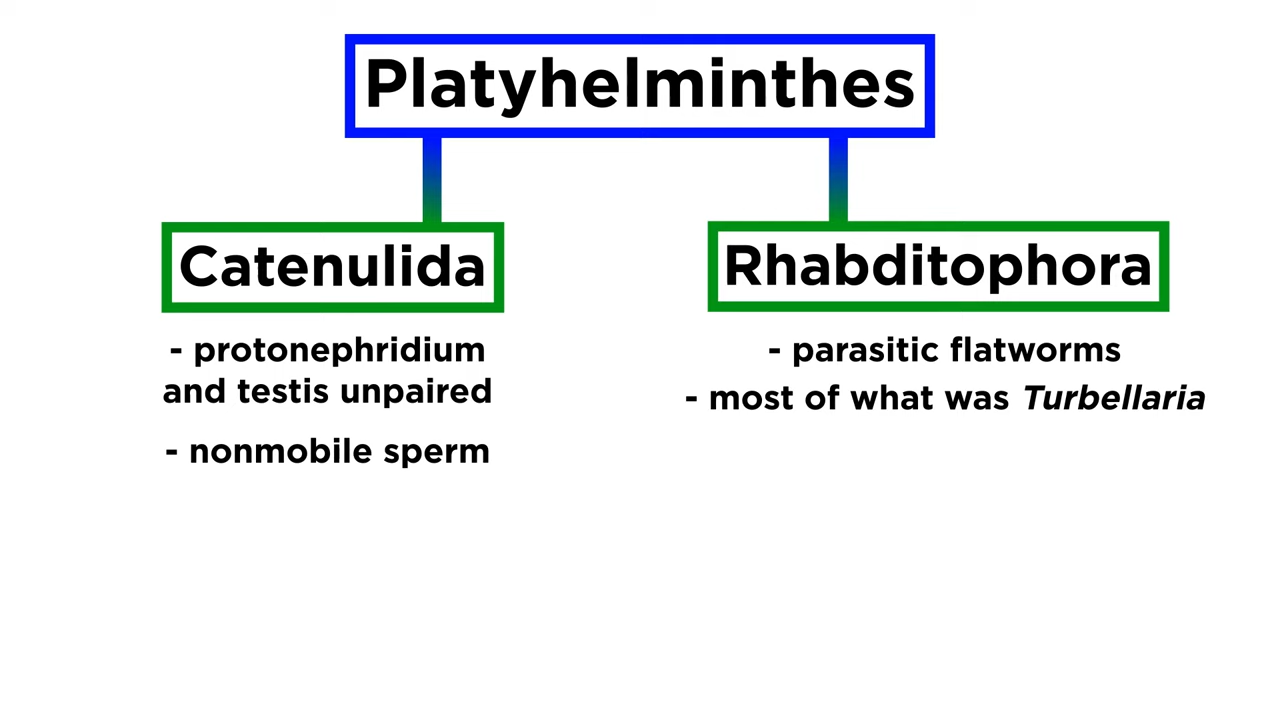 Platyhelminthes
Catenulida
- protonephridium
and testis unpaired
- nonmobile sperm
Rhabditophora
- parasitic flatworms
- most of what was Turbellaria